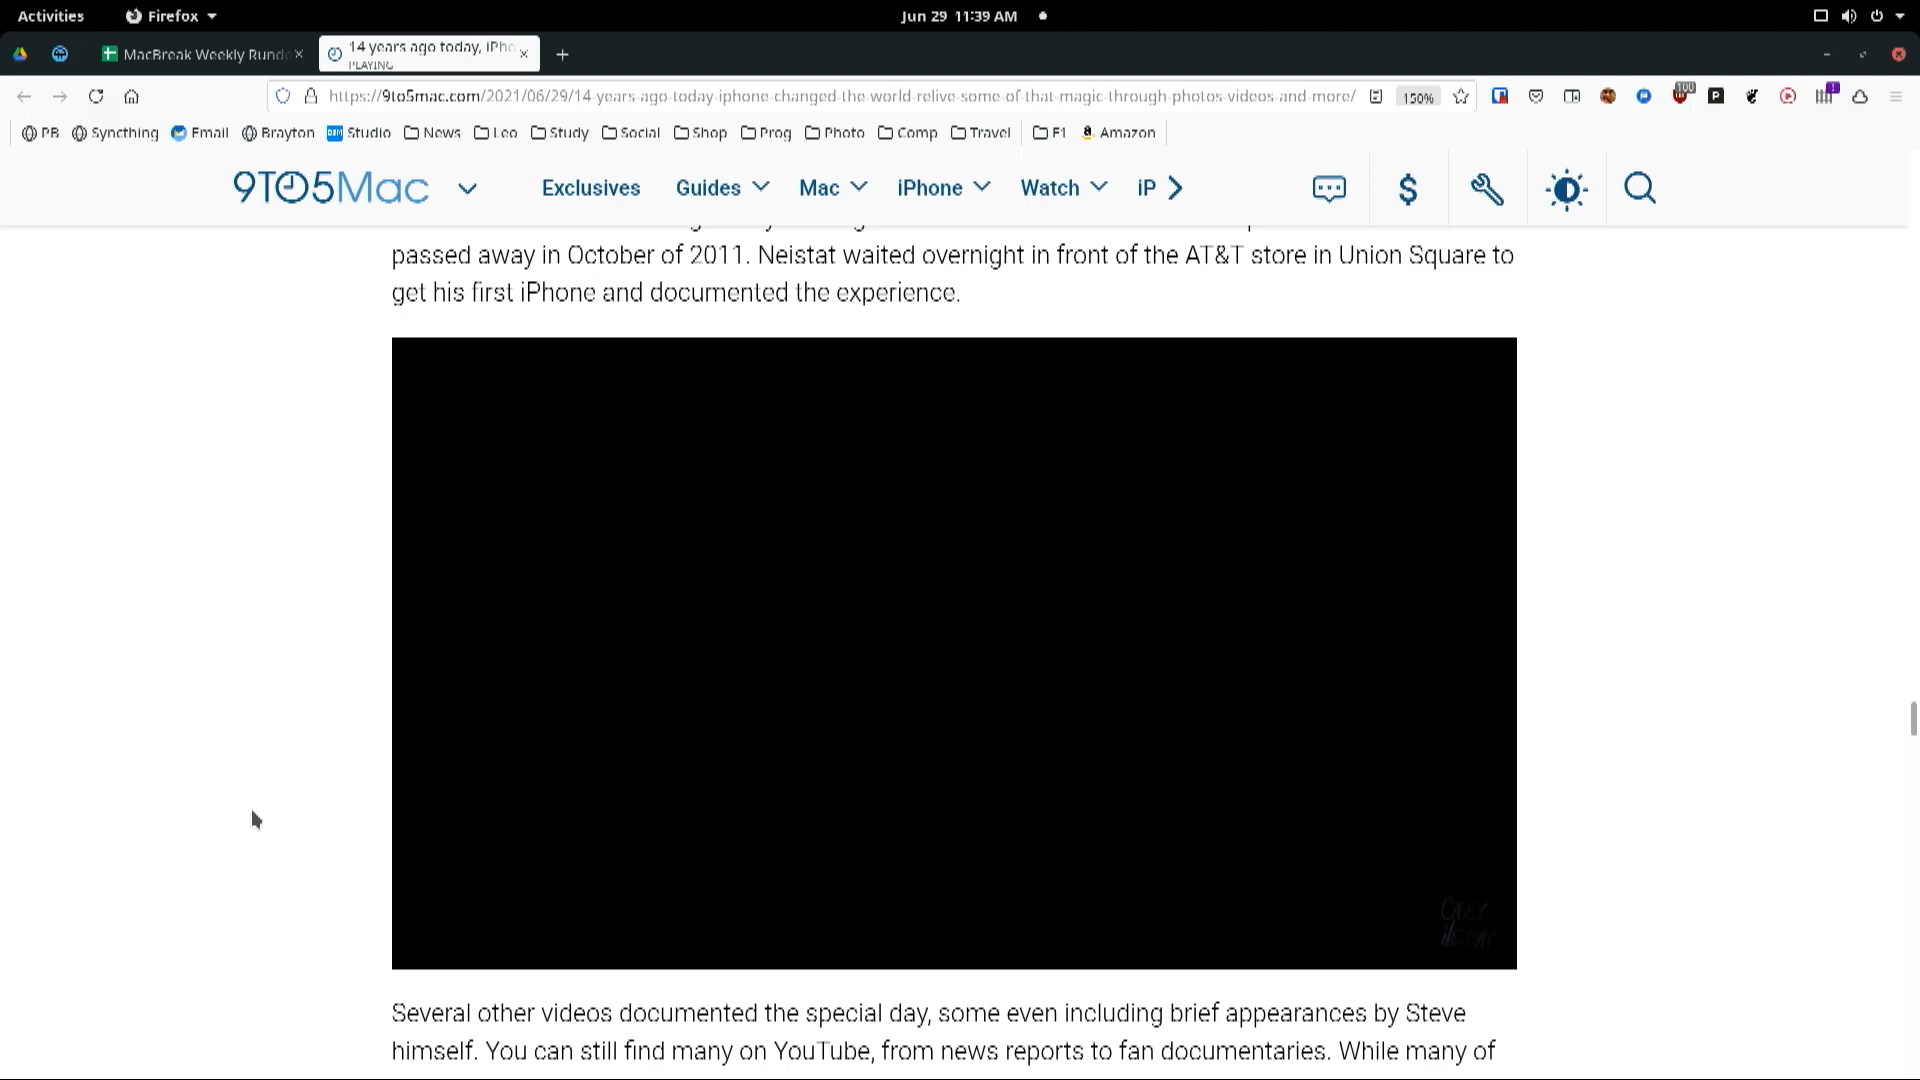 Activities Firefox Jun 29 11:39 AM
MacBreak Weekly Rund
14 years ago today, iPho
PLAYING
https://9to5mac.com/2021/06/29/14-years-ago-today-iphone-changed-the-world-relive-some-of-that-magic-through-photos-videos-and-more/ 150% 100
PB Syncthing Email Brayton Studio News Leo Study Social Shop Prog Photo Comp Travel F1 Amazon
9TO5Mac Exclusives Guides Mac iPhone Watch iP $
passed away in October of 2011. Neistat waited overnight in front of the AT&T store in Union Square to
get his first iPhone and documented the experience.
Several other videos documented the special day, some even including brief appearances by Steve
himself. You can still find many on YouTube, from news reports to fan documentaries. While many of